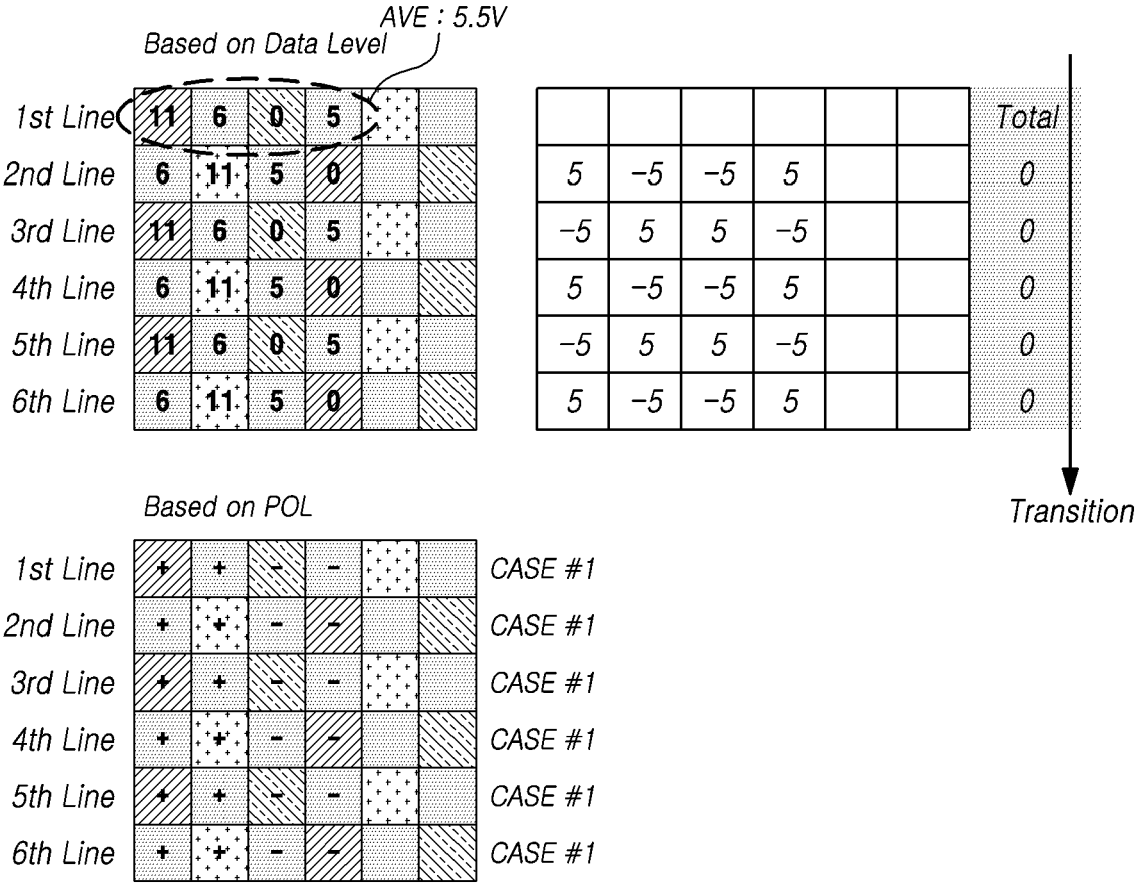 AVE : 5.5V
Based on Data Level
1st Line 11 6 0 5 Total
2nd Line 6 11 5 0 5 -5 -5 5 0
3rd Line 11 6 0 5 -5 5 5 -5 0
4th Line 6 11 5 0 5 -5 -5 5 0
5th Line 11 6 0 5 -5 5 5 -5 0
6th Line 6 11 5 0 5 -5 -5 5 0
Transition
Based on POL
1st Line + + - - CASE #1
2nd Line + + - - CASE #1
3rd Line + + - - CASE #1
4th Line + + - - CASE #1
5th Line + + - - CASE #1
6th Line + + - - CASE #1